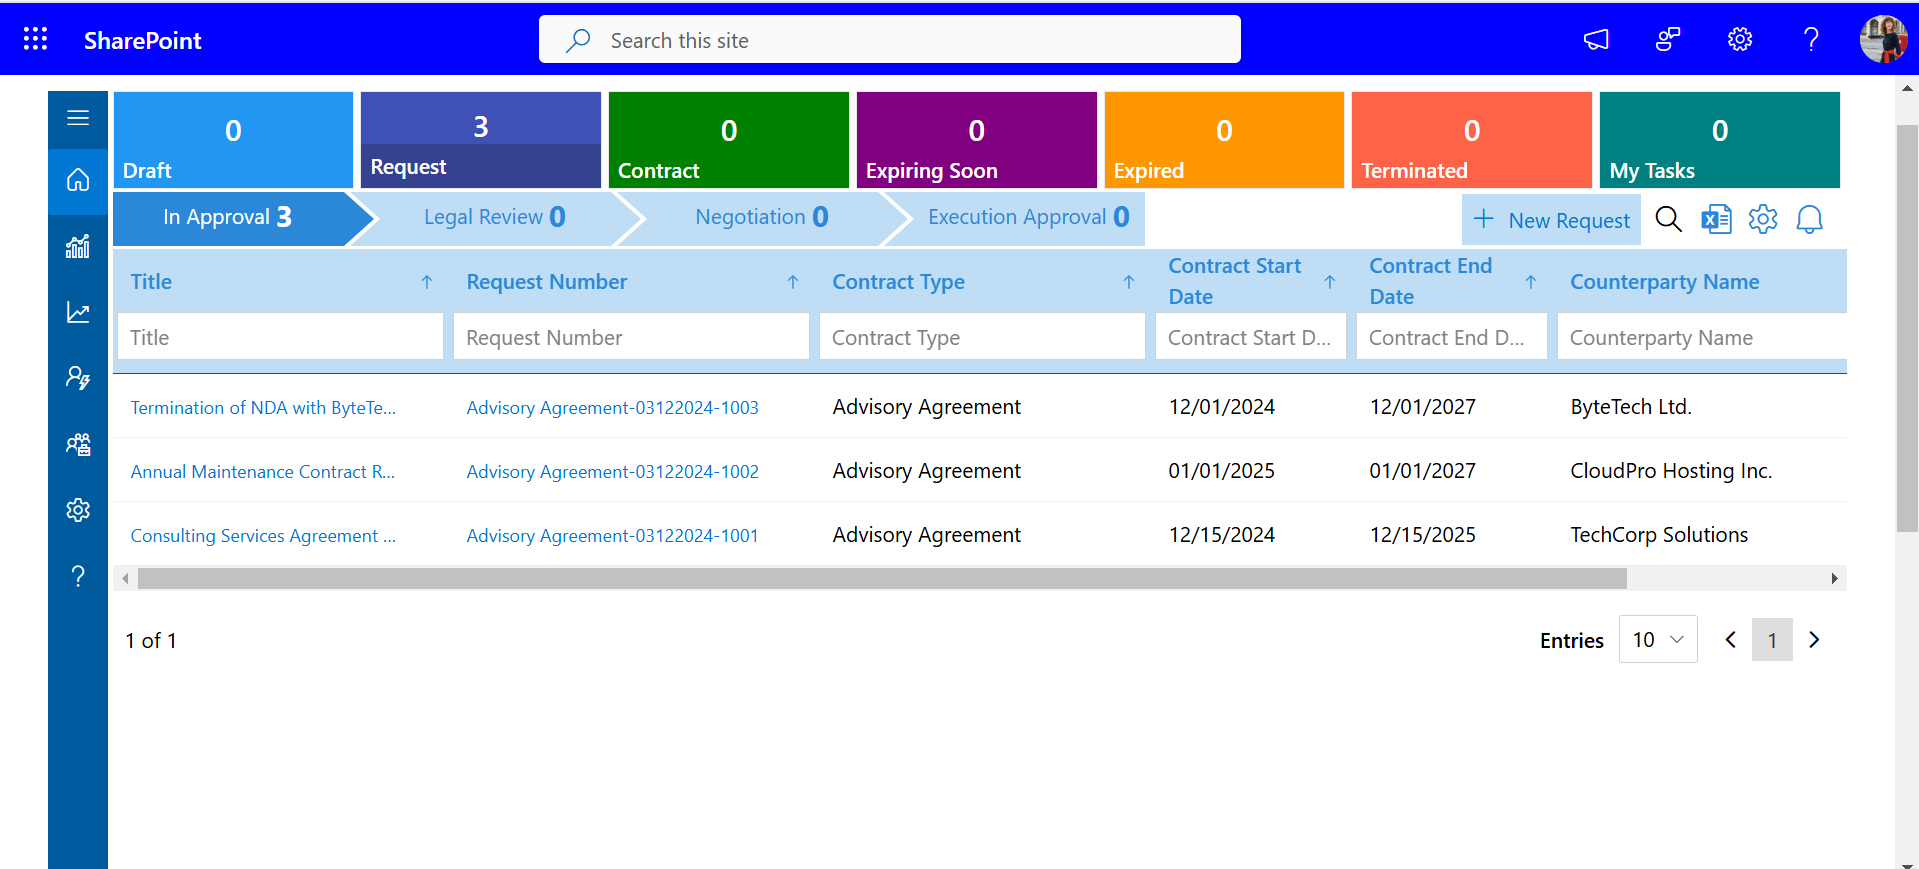 SharePoint
Search this site
0
Draft
3
Request
0
Contract
0
Expiring Soon
0
Expired
0
Terminated
0
My Tasks
In Approval 3
Legal Review 0
Negotiation 0
Execution Approval 0
+ New Request
Title
Request Number
Contract Type
Contract Start
Date
Contract End
Date
Counterparty Name
Title
Request Number
Contract Type
Contract Start D...
Contract End D...
Counterparty Name
Termination of NDA with ByteTe... Advisory Agreement-03122024-1003 Advisory Agreement 12/01/2024 12/01/2027 ByteTech Ltd.
Annual Maintenance Contract R... Advisory Agreement-03122024-1002 Advisory Agreement 01/01/2025 01/01/2027 CloudPro Hosting Inc.
Consulting Services Agreement ... Advisory Agreement-03122024-1001 Advisory Agreement 12/15/2024 12/15/2025 TechCorp Solutions
1 of 1
Entries 10 1